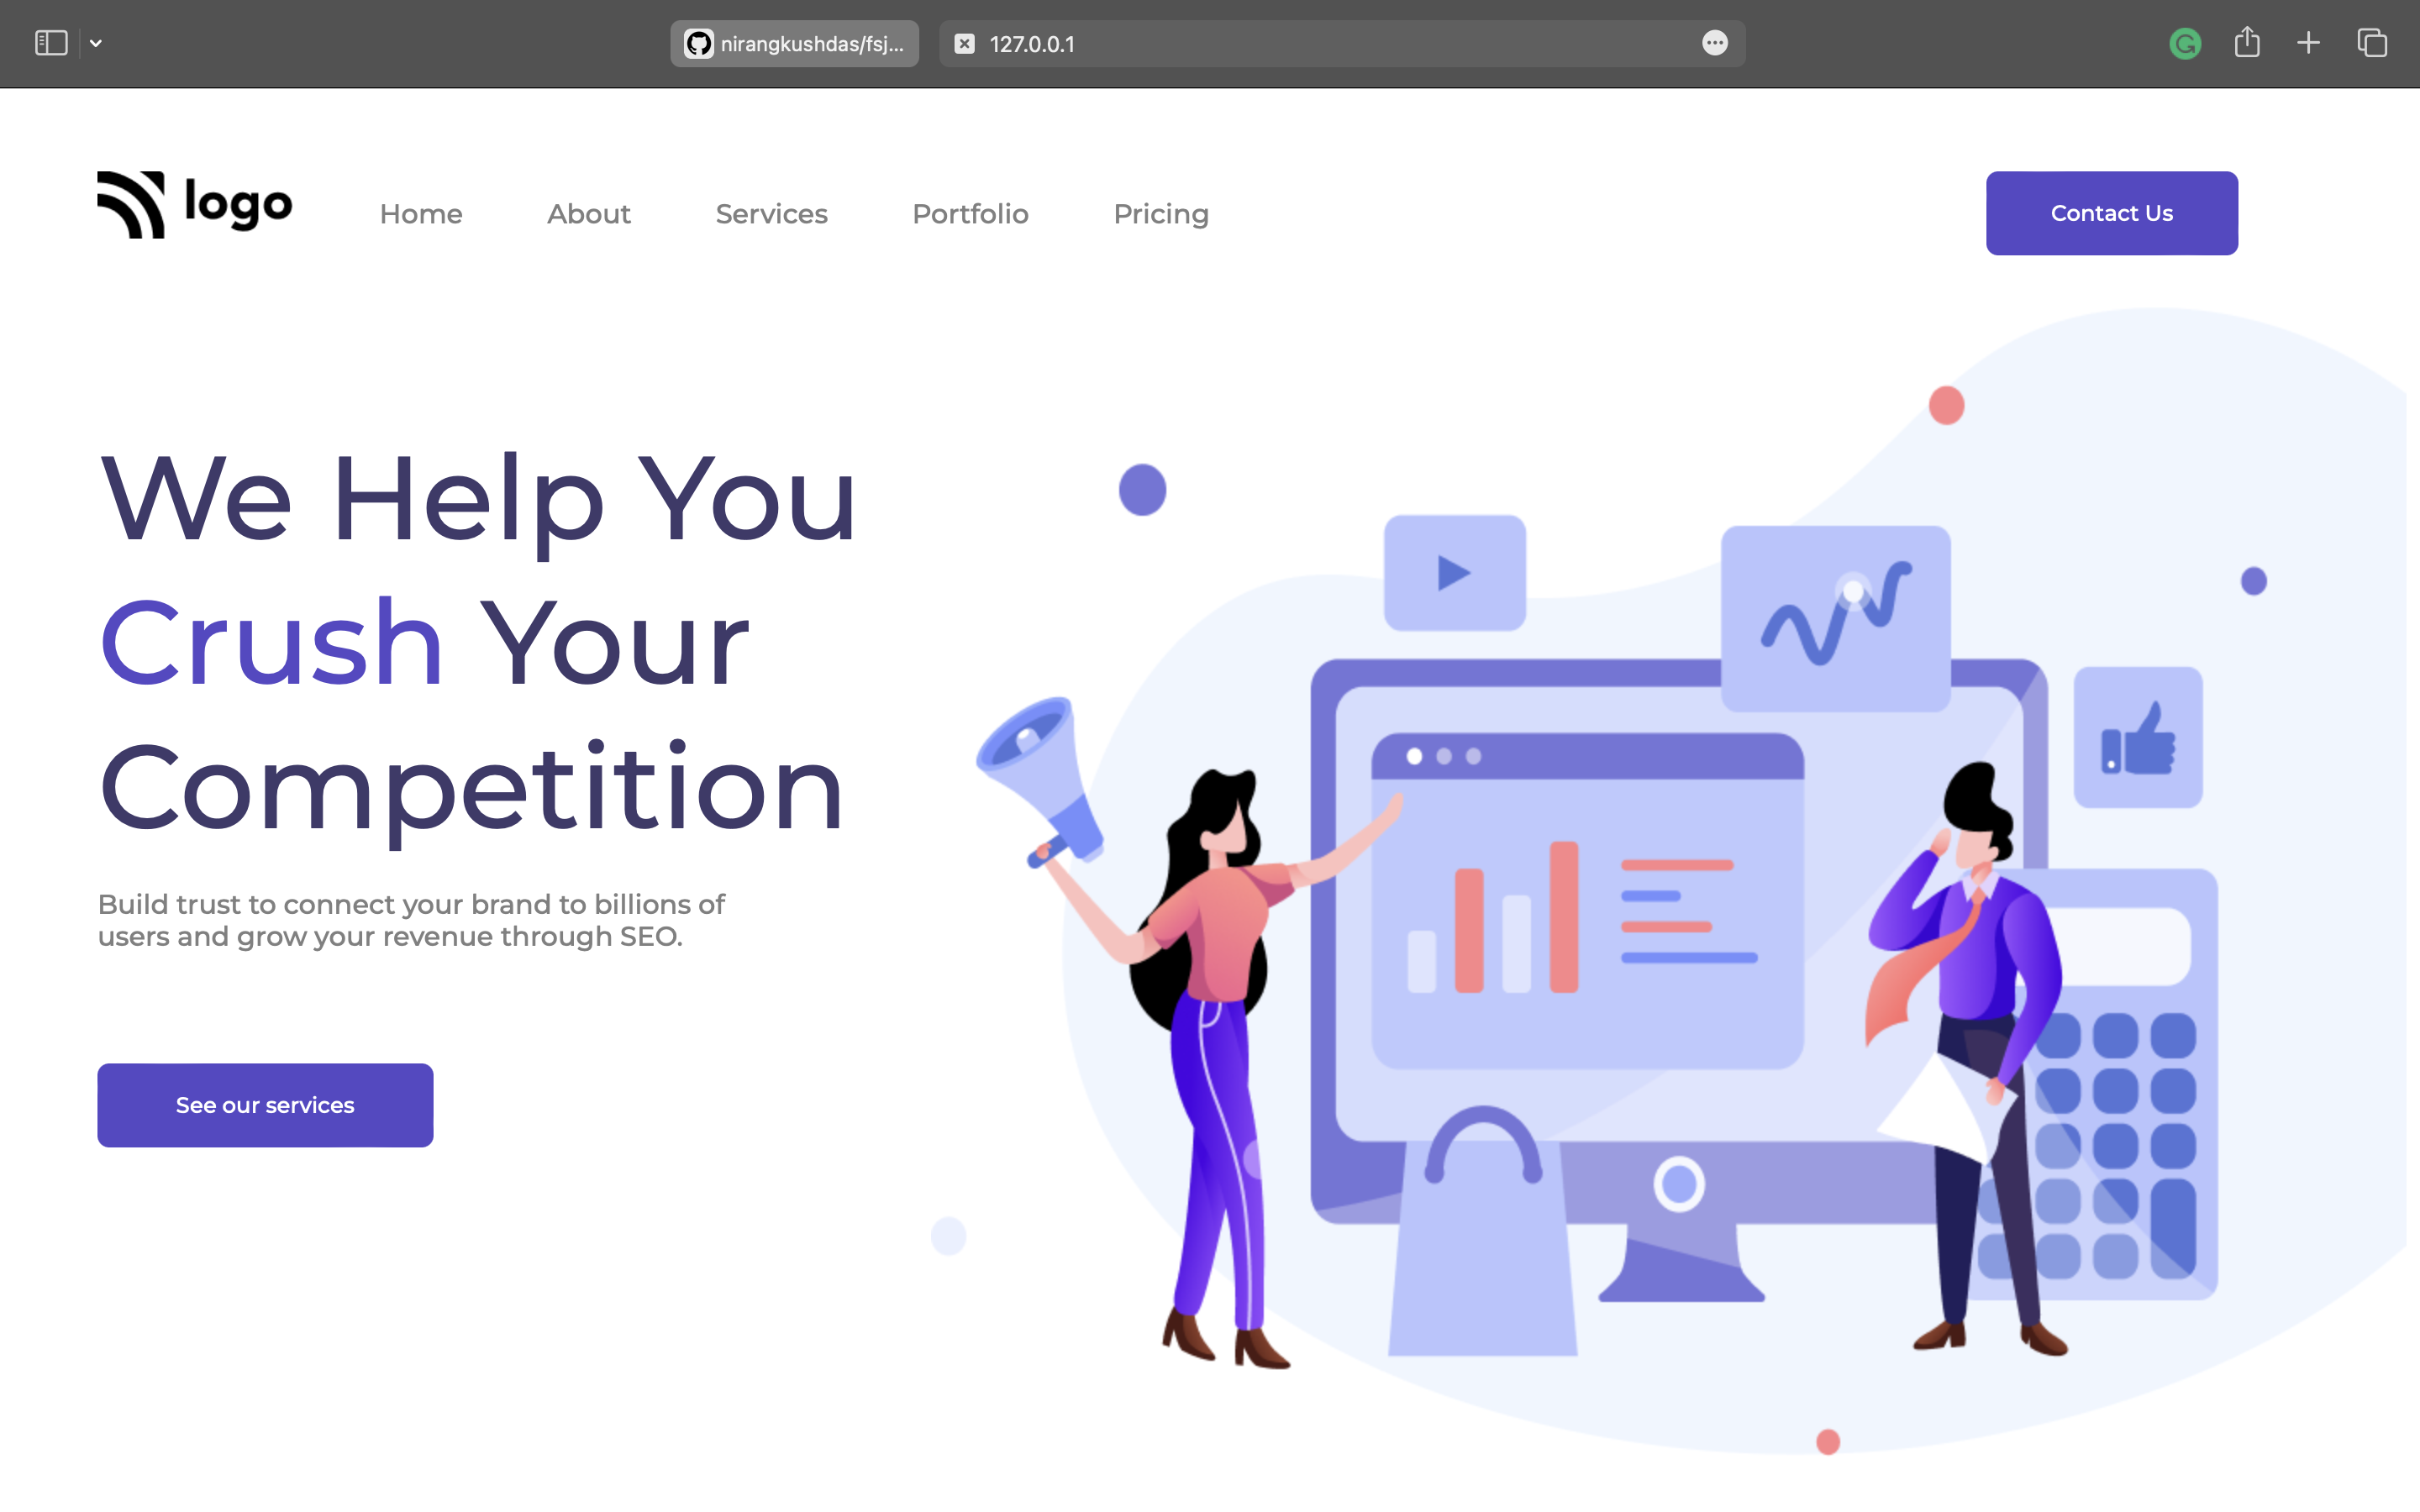 nirangkushdas/fsj...
127.0.0.1
logo
Home
About
Services
Portfolio
Pricing
Contact Us
We Help You
Crush Your
Competition
Build trust to connect your brand to billions of
users and grow your revenue through SEO.
See our services